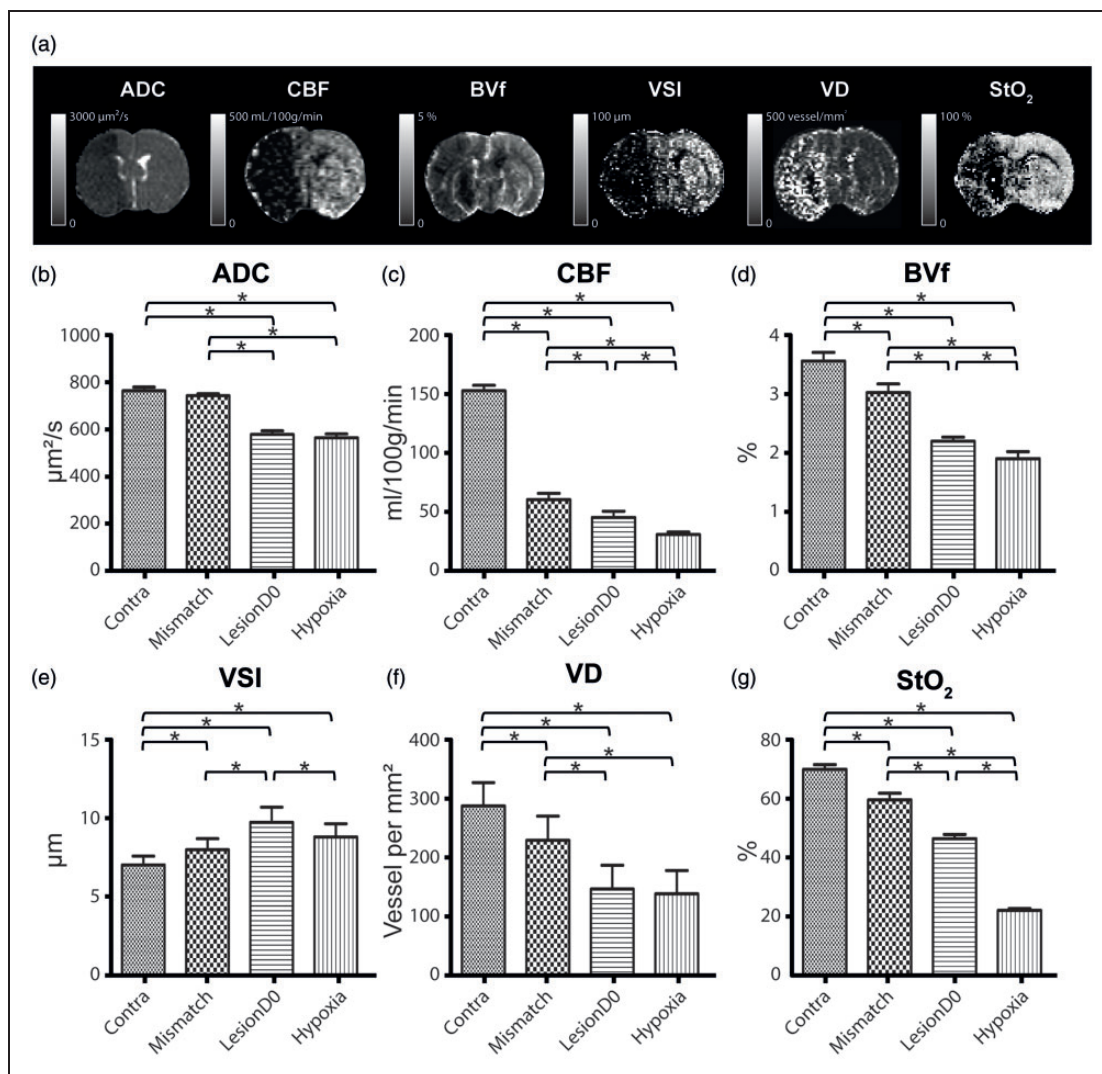 (a)
ADC CBF BVf VSI VD StO₂
3000 µm²/s 500 mL/100g/min 5 % 100 µm 500 vessel/mm² 100 %
0 0 0 0 0 0
(b) ADC
* * * *
1000
800
600
400
200
0
µm²/s
Contra Mismatch LesionD0 Hypoxia
(c) CBF
* * * * * *
200
150
100
50
0
ml/100g/min
Contra Mismatch LesionD0 Hypoxia
(d) BVf
* * * * * *
4
3
2
1
0
%
Contra Mismatch LesionD0 Hypoxia
(e) VSI
* * * * *
15
10
5
0
µm
Contra Mismatch LesionD0 Hypoxia
(f) VD
* * * * *
400
300
200
100
0
Vessel per mm²
Contra Mismatch LesionD0 Hypoxia
(g) StO₂
* * * * * *
80
60
40
20
0
%
Contra Mismatch LesionD0 Hypoxia